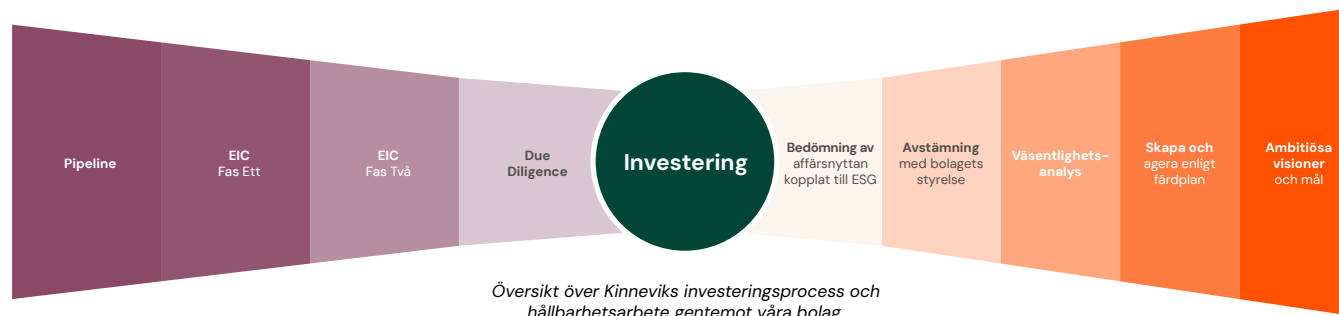 Pipeline
EIC
Fas Ett
EIC
Fas Två
Due
Diligence
Investering
Bedömning av
affärsnyttan
kopplat till ESG
Avstämning
med bolagets
styrelse
Väsentlighets-
analys
Skapa och
agera enligt
färdplan
Ambitiösa
visioner
och mål
Översikt över Kinneviks investeringsprocess och
hållbarhetsarbete gentemot våra bolag